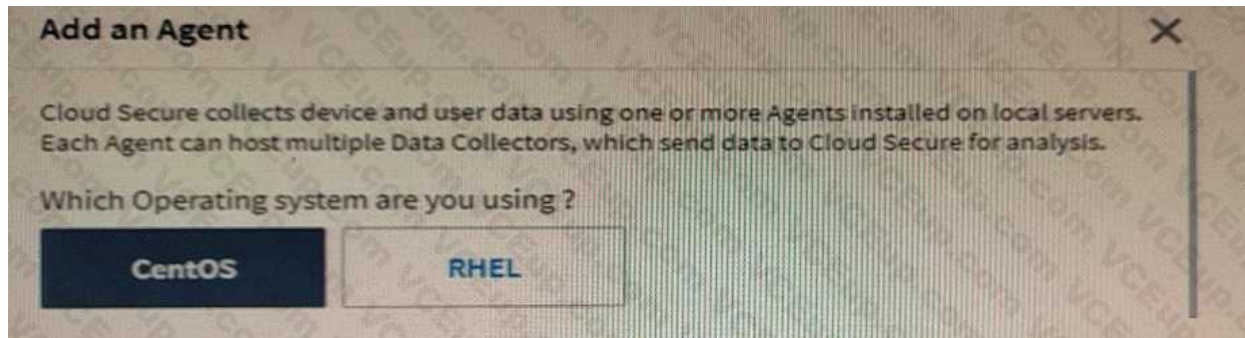 Add an Agent
Cloud Secure collects device and user data using one or more Agents installed on local servers.
Each Agent can host multiple Data Collectors, which send data to Cloud Secure for analysis.
Which Operating system are you using ?
CentOS
RHEL
VCEup.com